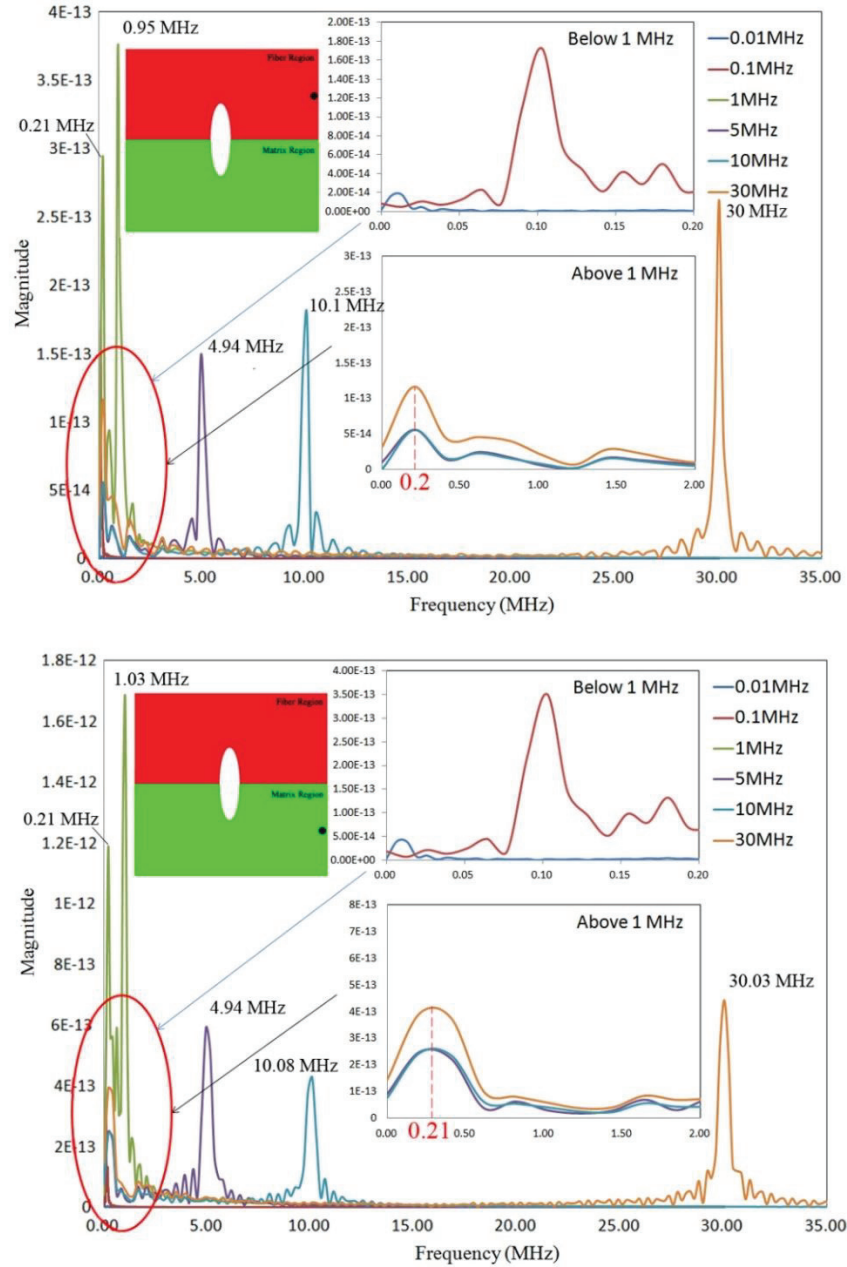 4E-13
3.5E-13
3E-13
2.5E-13
2E-13
1.5E-13
1E-13
5E-14
0
Magnitude
0.95 MHz
0.21 MHz
Fiber Region
Matrix Region
2.00E-13
1.80E-13
1.60E-13
1.40E-13
1.20E-13
1.00E-13
8.00E-14
6.00E-14
4.00E-14
2.00E-14
0.00E+00
Below 1 MHz
0.00
0.05
0.10
0.15
0.20
0.01MHz
0.1MHz
1MHz
5MHz
10MHz
30MHz
30 MHz
3E-13
2.5E-13
2E-13
1.5E-13
1E-13
5E-14
0
Above 1 MHz
0.00
0.2
0.50
1.00
1.50
2.00
10.1 MHz
4.94 MHz
0.00
5.00
10.00
15.00
20.00
25.00
30.00
35.00
Frequency (MHz)
1.8E-12
1.6E-12
1.4E-12
1.2E-12
1E-12
8E-13
6E-13
4E-13
2E-13
0
Magnitude
1.03 MHz
0.21 MHz
Fiber Region
Matrix Region
4.00E-13
3.50E-13
3.00E-13
2.50E-13
2.00E-13
1.50E-13
1.00E-13
5.00E-14
0.00E+00
Below 1 MHz
0.00
0.05
0.10
0.15
0.20
0.01MHz
0.1MHz
1MHz
5MHz
10MHz
30MHz
8E-13
7E-13
6E-13
5E-13
4E-13
3E-13
2E-13
1E-13
0
Above 1 MHz
0.00
0.21
0.50
1.00
1.50
2.00
30.03 MHz
4.94 MHz
10.08 MHz
0.00
5.00
10.00
15.00
20.00
25.00
30.00
35.00
Frequency (MHz)